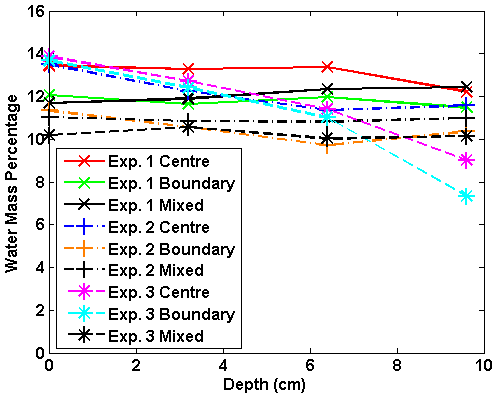 16
14
12
10
8
6
4
2
0
Water Mass Percentage
Exp. 1 Centre
Exp. 1 Boundary
Exp. 1 Mixed
Exp. 2 Centre
Exp. 2 Boundary
Exp. 2 Mixed
Exp. 3 Centre
Exp. 3 Boundary
Exp. 3 Mixed
0 2 4 6 8 10
Depth (cm)